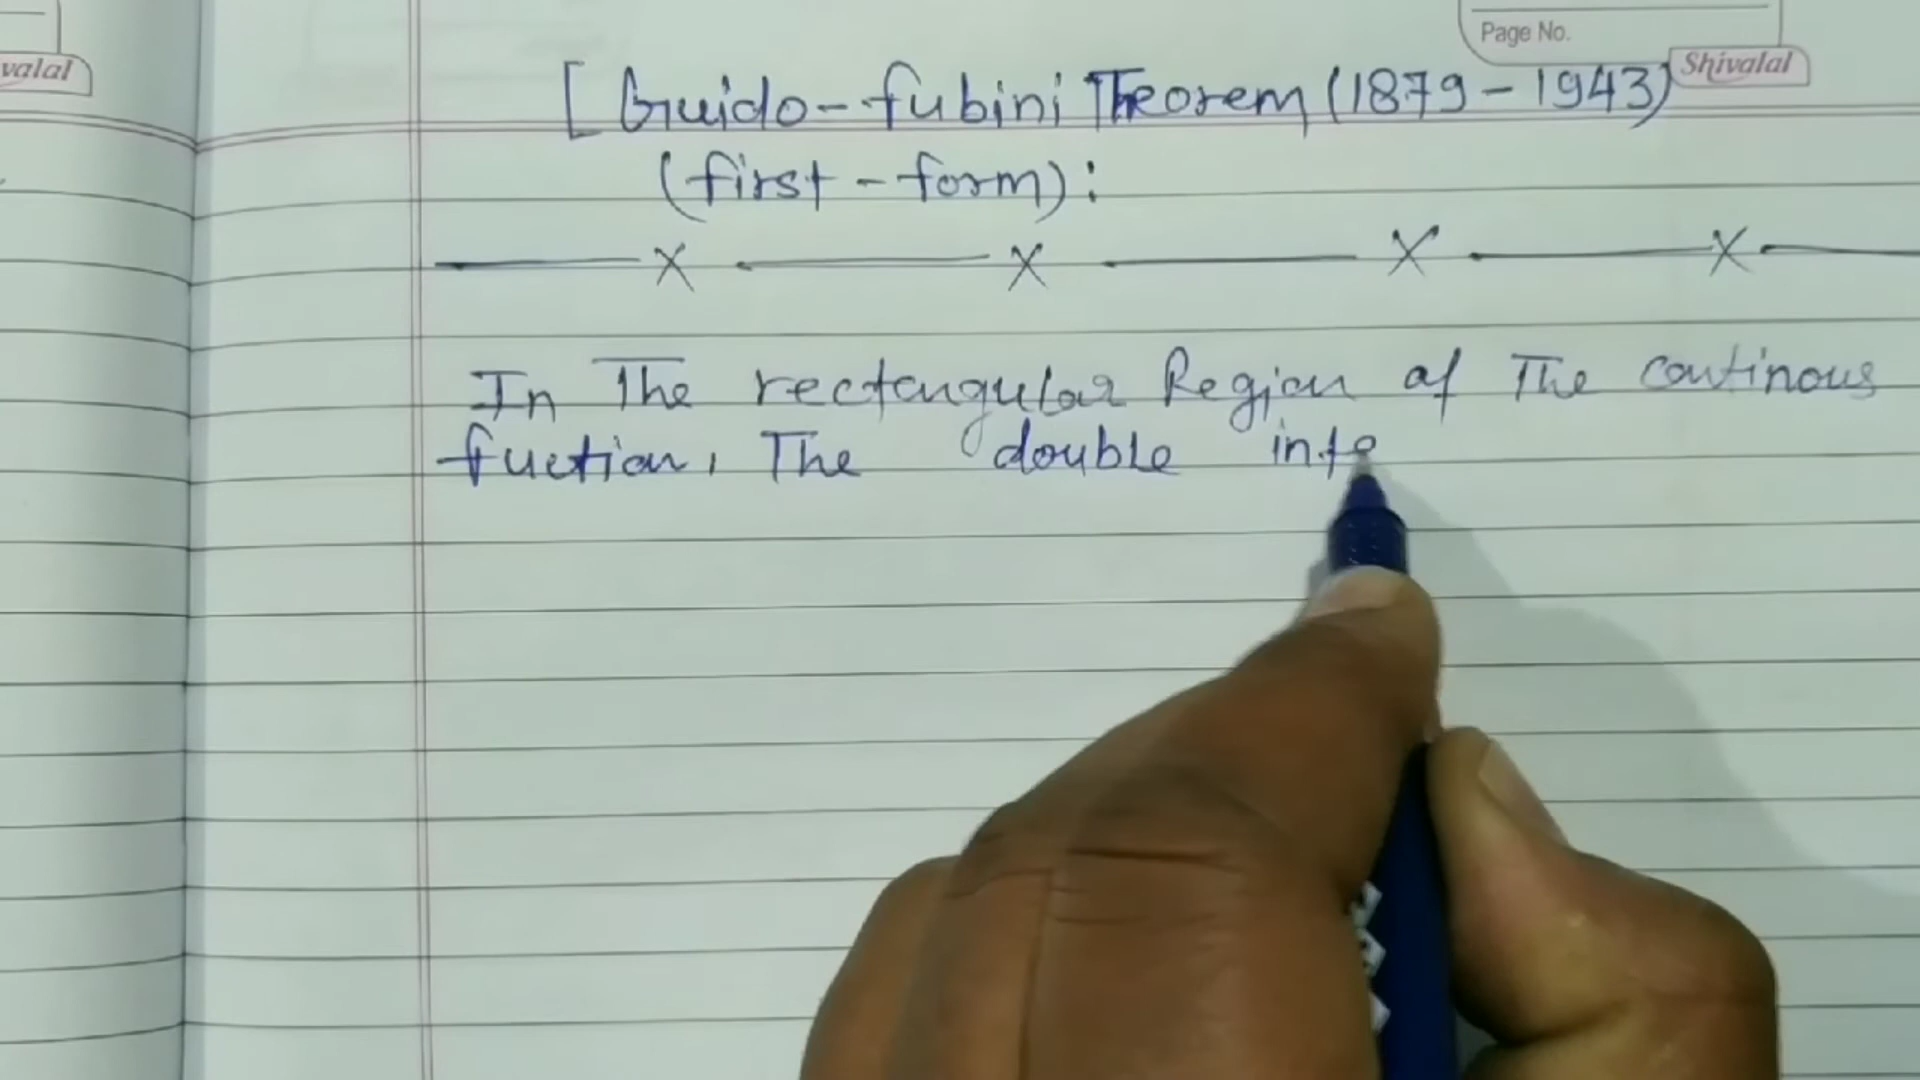 Page No.
valal
Shivalal
[ Guido-fubini Theorem (1879-1943)
(first-form):
In The rectangular Region of The continous
fuction, The double inte